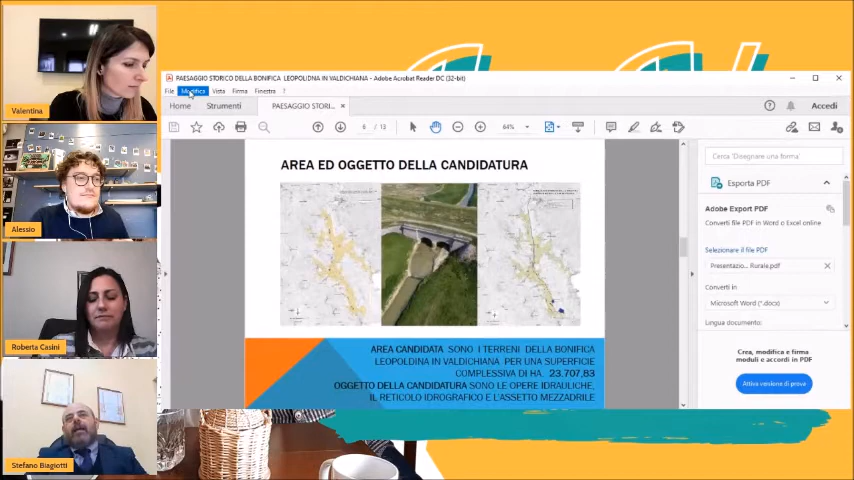 Valentina
Alessio
Roberta Casini
Stefano Biagiotti
PAESAGGIO STORICO DELLA BONIFICA LEOPOLDINA IN VALDICHIANA - Adobe Acrobat Reader DC (32-bit)
File Modifica Vista Firma Finestra ?
Home Strumenti PAESAGGIO STORI... Accedi
6 / 13 64%
AREA ED OGGETTO DELLA CANDIDATURA
AREA CANDIDATA SONO I TERRENI DELLA BONIFICA
LEOPOLDINA IN VALDICHIANA PER UNA SUPERFICIE
COMPLESSIVA DI HA. 23.707,83
OGGETTO DELLA CANDIDATURA SONO LE OPERE IDRAULICHE,
IL RETICOLO IDROGRAFICO E L'ASSETTO MEZZADRILE
Cerca 'Disegnare una forma'
Esporta PDF
Adobe Export PDF
Converti file PDF in Word o Excel online
Selezionare il file PDF
Presentazio... Rurale.pdf
Converti in
Microsoft Word (*.docx)
Lingua documento:
Crea, modifica e firma
moduli e accordi in PDF
Attiva versione di prova